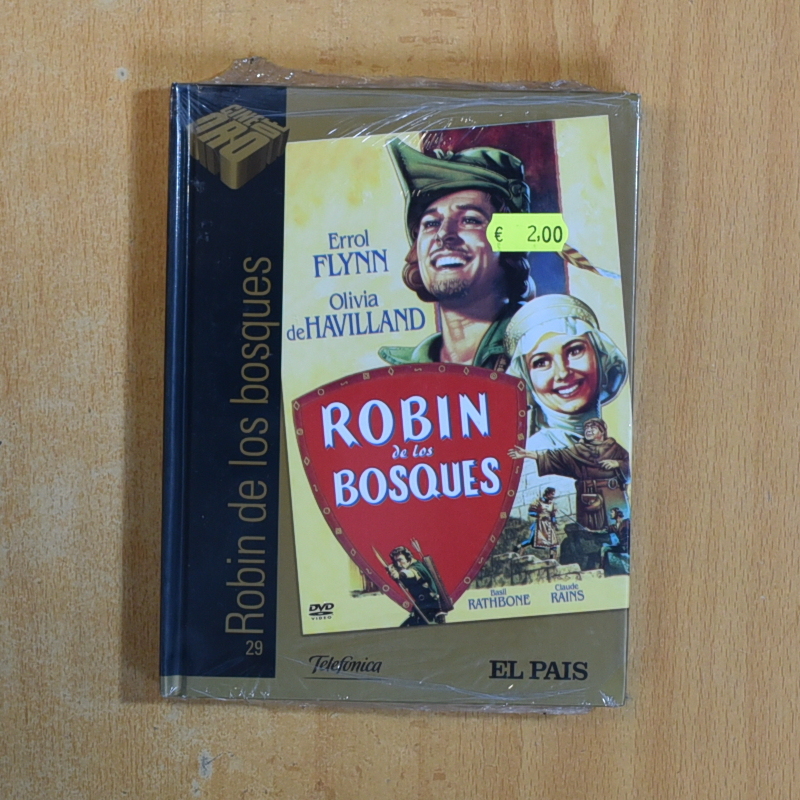 CINE DE ORO
29 Robin de los bosques
Errol
FLYNN
Olivia
deHAVILLAND
€ 2,00
ROBIN
de los
BOSQUES
Basil
RATHBONE
Claude
RAINS
DVD
VIDEO
Telefónica
EL PAIS